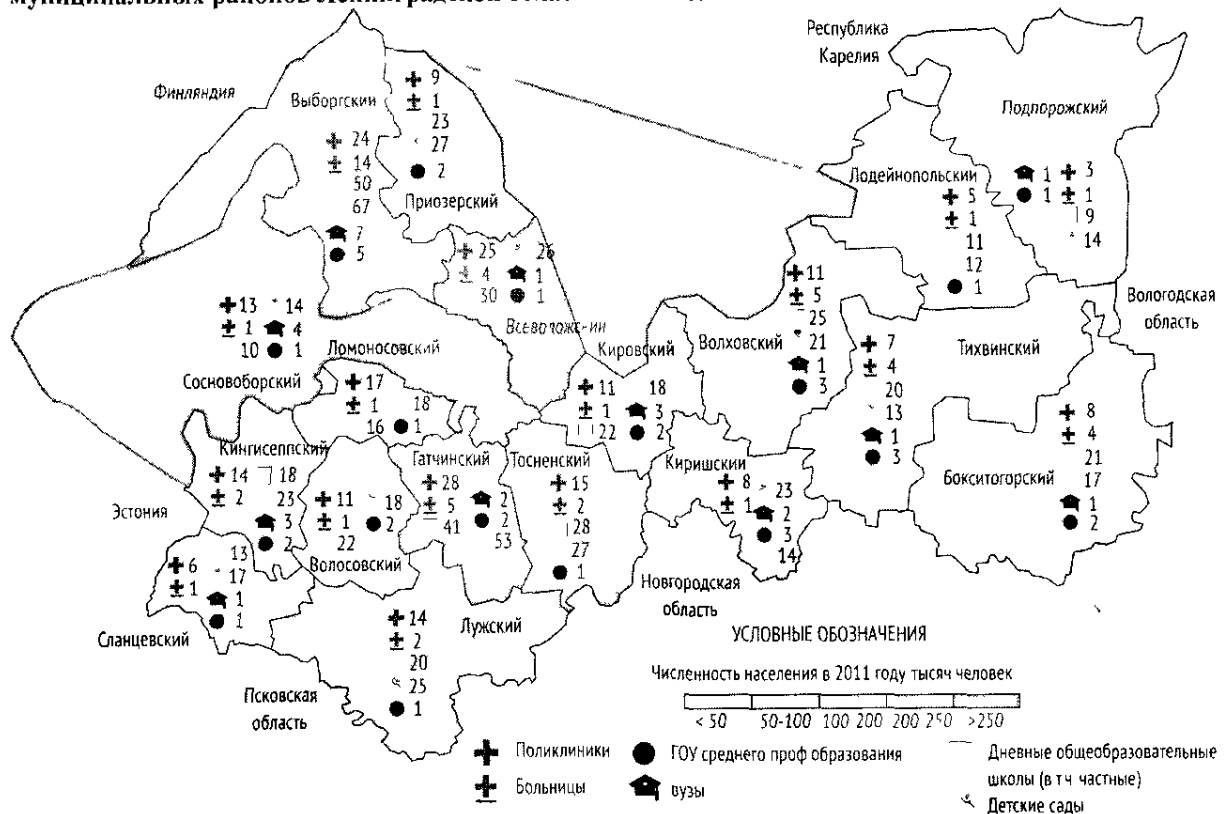 муниципальных районов Ленинградской
Республика
Карелия
Финляндия
Выборгский
24
14
50
67
7
5
9
1
23
27
2
Приозерский
Подпорожский
1 3
1 1
9
14
Лодейнопольский
5
1
11
12
1
25 26
4 1
30 1
Всеволожский
13 14
1 4
10 1
Сосновоборский
Ломоносовский
17
1 18
16 1
Кировский
11 18
1 3
22 2
Волховский
11
5
25
21
1
3
Вологодская
область
Тихвинский
7
4
20
13
1
3
Бокситогорский
8
4
21
17
1
2
Кингисеппский
14 18
2 23
3
2
Эстония
11 18
1 2
22
Волосовский
Гатчинский
28
5 2
41 2
53
Тосненский
15
2
28
27
1
Киришский
8 23
1 2
3
14
Новгородская
область
Сланцевский
6 13
1 17
1
1
Лужский
14
2
20
25
1
Псковская
область
УСЛОВНЫЕ ОБОЗНАЧЕНИЯ
Численность населения в 2011 году тысяч человек
< 50 50-100 100 200 200 250 >250
Поликлиники
Больницы
ГОУ среднего проф образования
вузы
Дневные общеобразовательные
школы (в т ч частные)
Детские сады